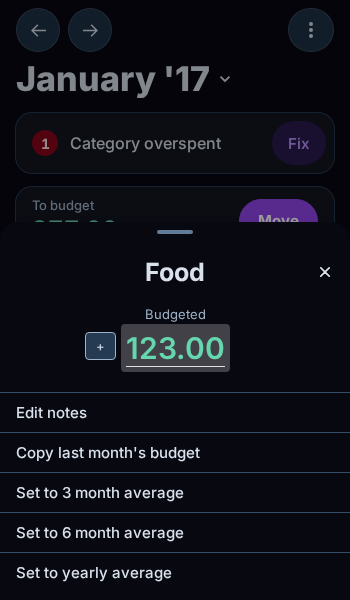 January '17
1 Category overspent Fix
To budget
Move
Food
Budgeted
+ 123.00
Edit notes
Copy last month's budget
Set to 3 month average
Set to 6 month average
Set to yearly average